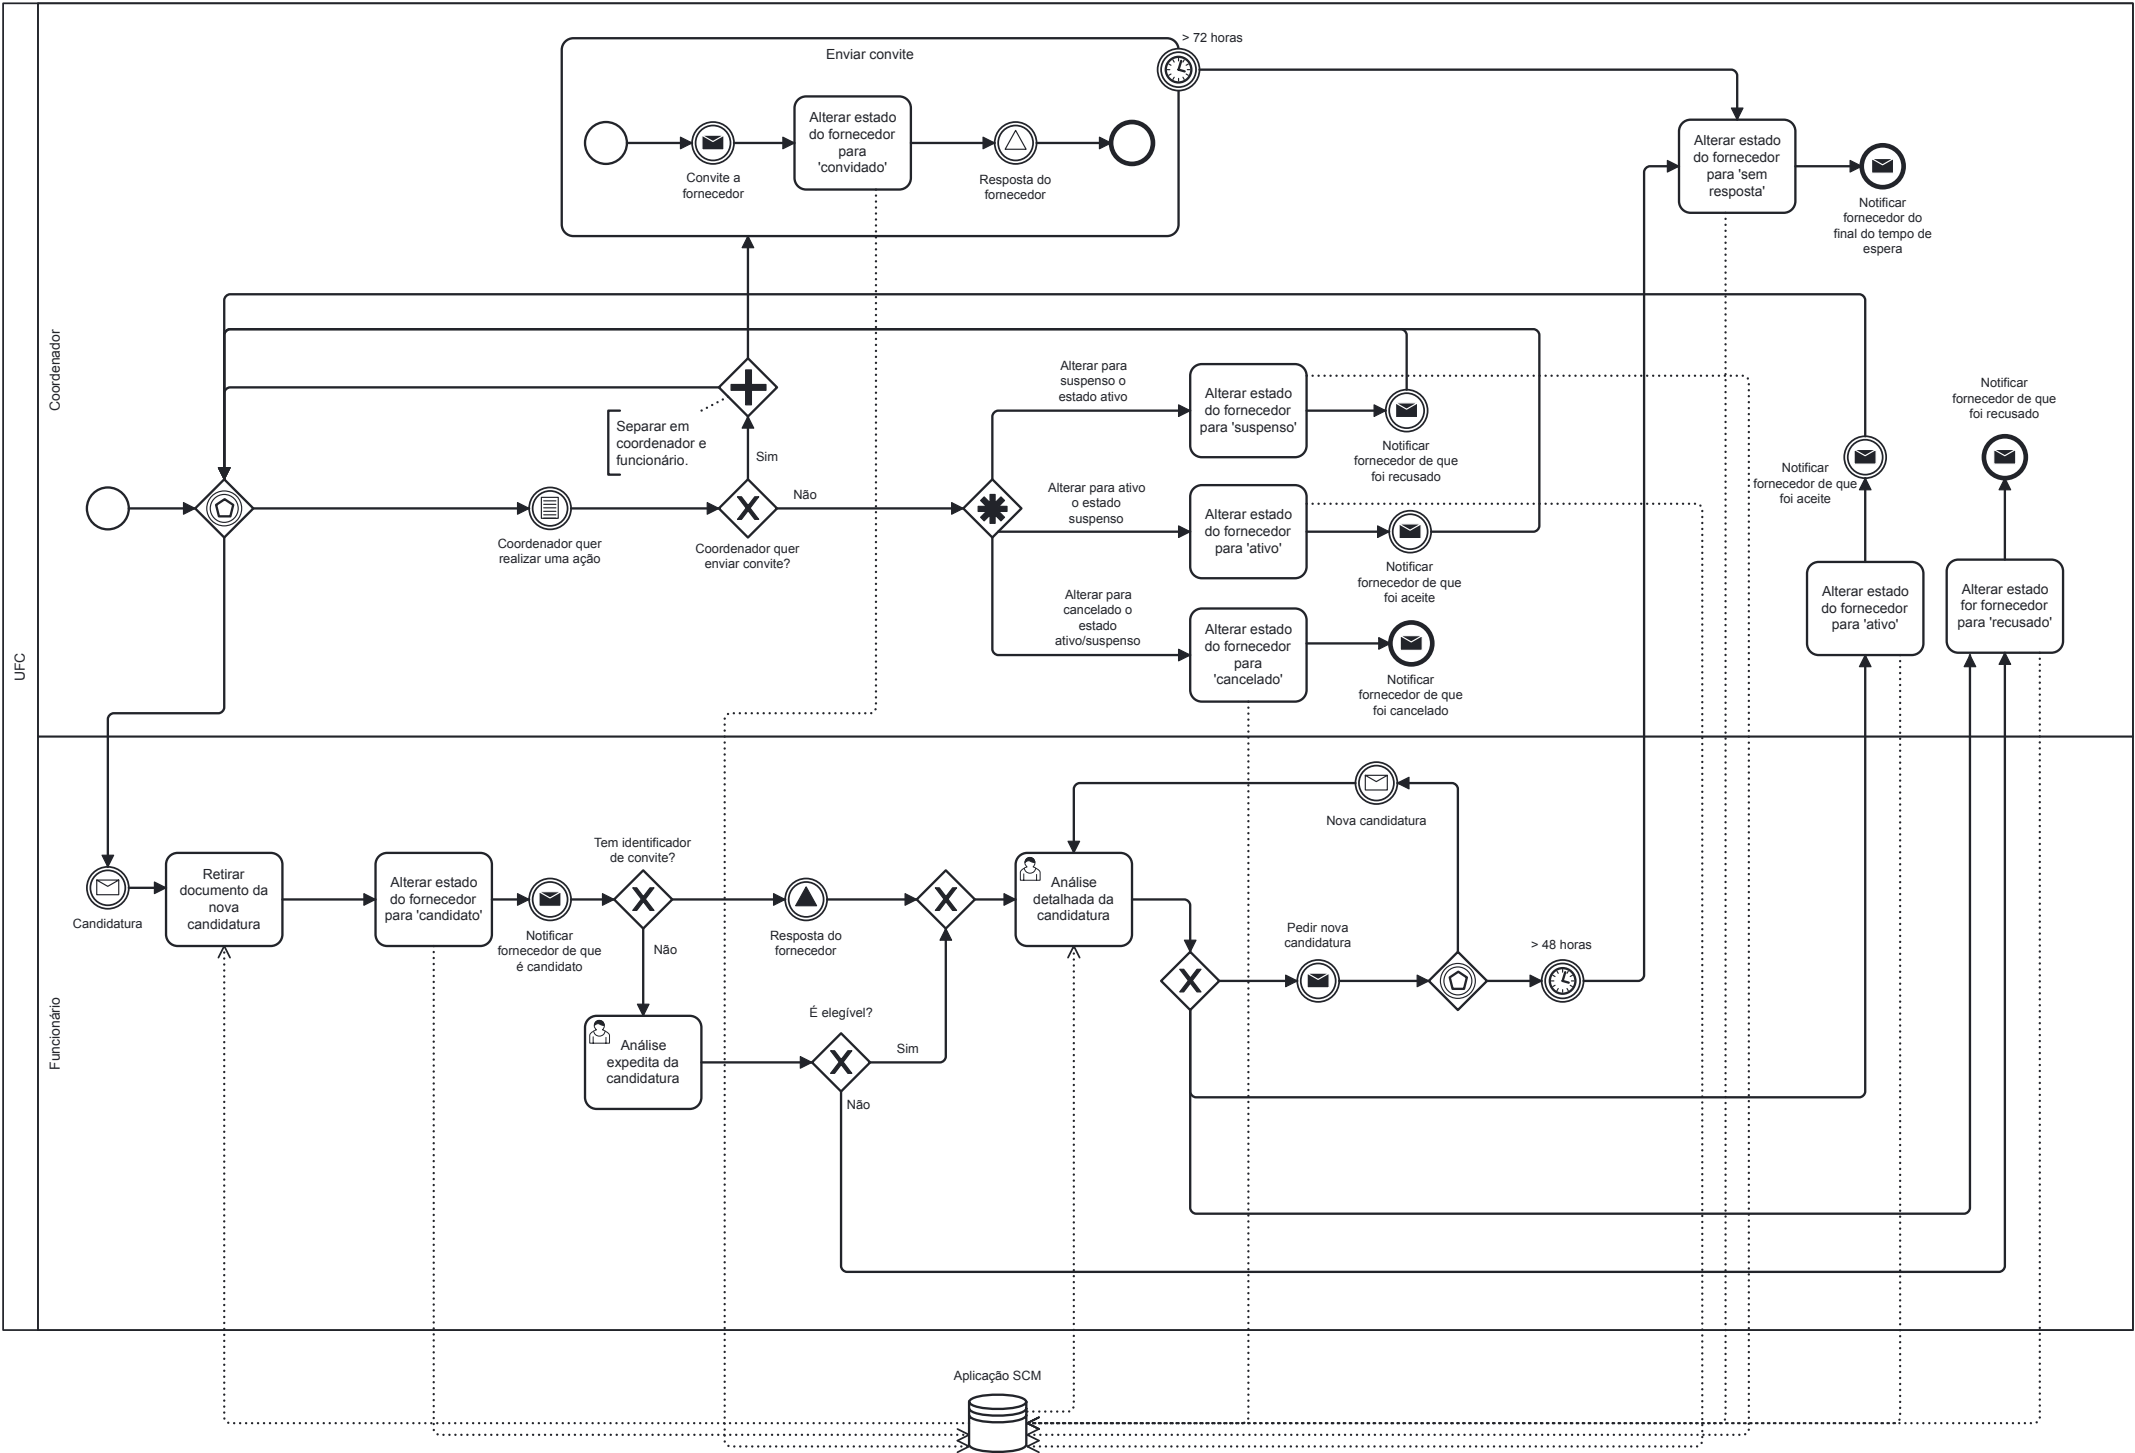 UFC
Coordenador
Funcionário
> 72 horas
Enviar convite
Convite a
fornecedor
Alterar estado
do fornecedor
para
'convidado'
Resposta do
fornecedor
Alterar estado
do fornecedor
para 'sem
resposta'
Notificar
fornecedor do
final do tempo de
espera
Separar em
coordenador e
funcionário.
Sim
Coordenador quer
realizar uma ação
Coordenador quer
enviar convite?
Não
Alterar para
suspenso o
estado ativo
Alterar estado
do fornecedor
para 'suspenso'
Notificar
fornecedor de que
foi recusado
Alterar para ativo
o estado
suspenso
Alterar estado
do fornecedor
para 'ativo'
Notificar
fornecedor de que
foi aceite
Alterar para
cancelado o
estado
ativo/suspenso
Alterar estado
do fornecedor
para
'cancelado'
Notificar
fornecedor de que
foi cancelado
Notificar
fornecedor de que
foi aceite
Alterar estado
do fornecedor
para 'ativo'
Notificar
fornecedor de que
foi recusado
Alterar estado
for fornecedor
para 'recusado'
Candidatura
Retirar
documento da
nova
candidatura
Alterar estado
do fornecedor
para 'candidato'
Notificar
fornecedor de que
é candidato
Tem identificador
de convite?
Não
Resposta do
fornecedor
Análise
expedita da
candidatura
É elegível?
Sim
Não
Análise
detalhada da
candidatura
Nova candidatura
Pedir nova
candidatura
> 48 horas
Aplicação SCM